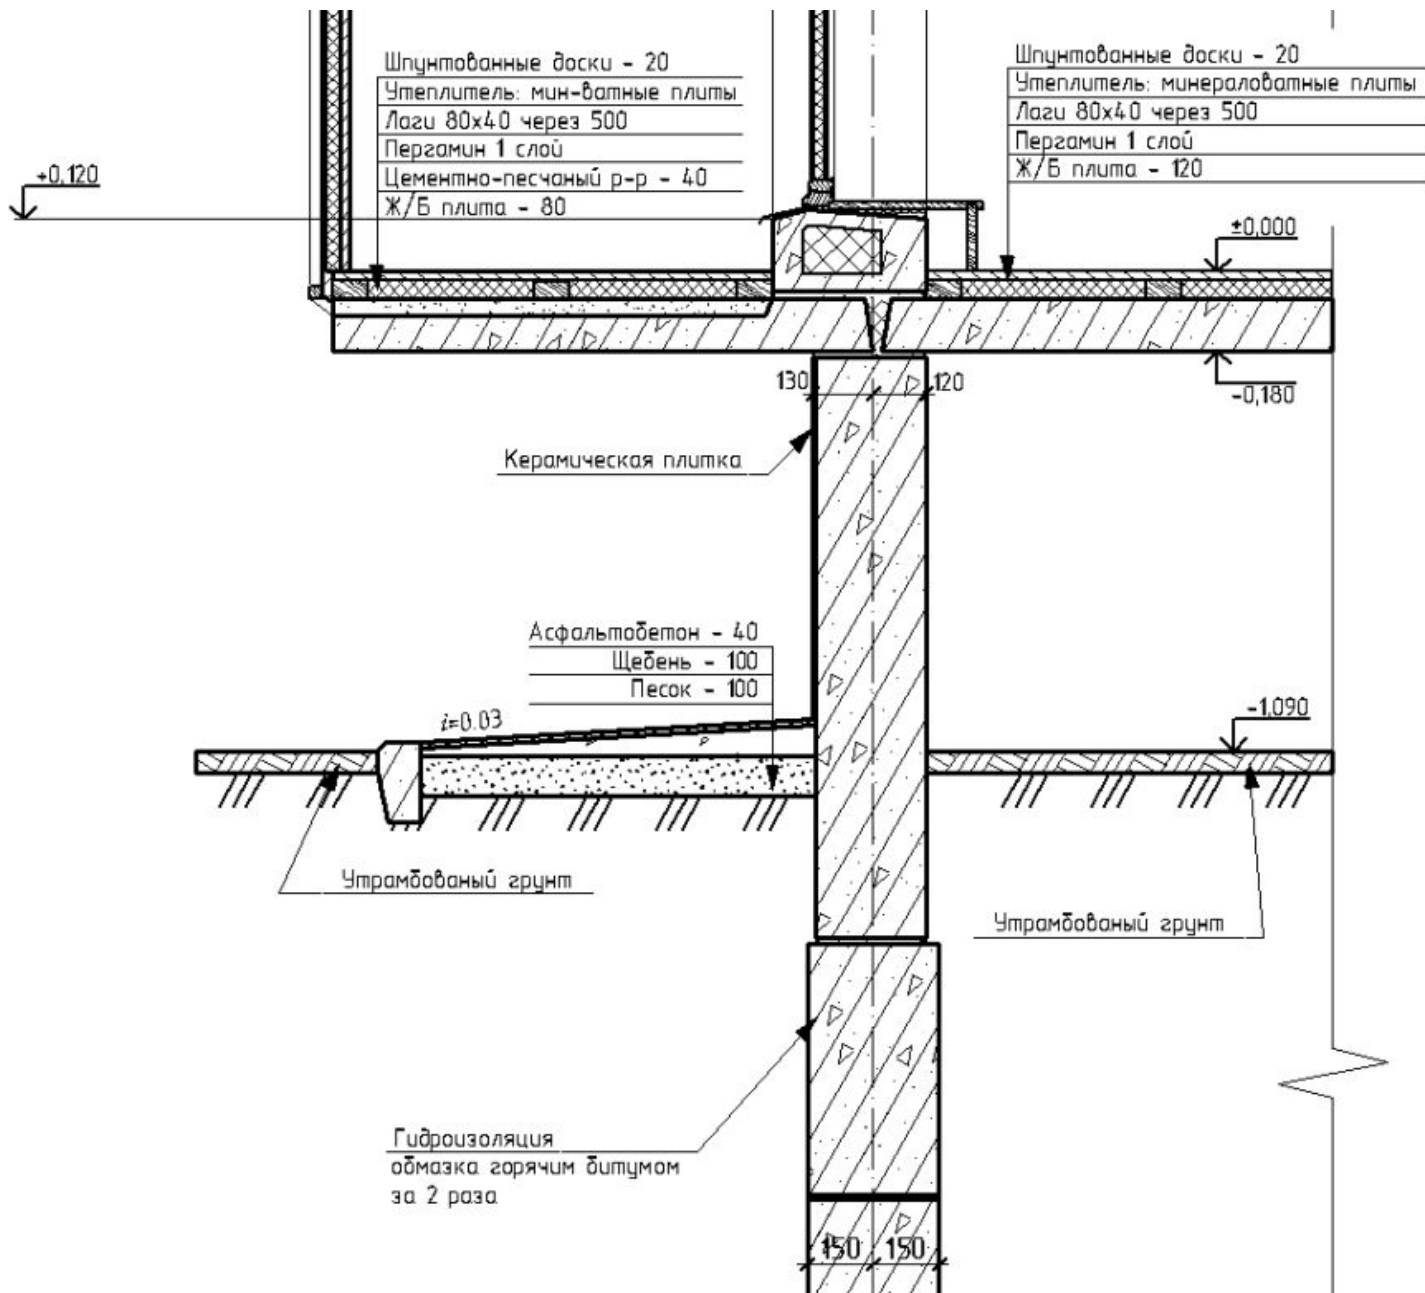 Шпунтованные доски - 20
Утеплитель: мин-ватные плиты
Лаги 80х40 через 500
Пергамин 1 слой
Цементно-песчаный р-р - 40
Ж/Б плита - 80
Шпунтованные доски - 20
Утеплитель: минераловатные плиты
Лаги 80х40 через 500
Пергамин 1 слой
Ж/Б плита - 120
+0,120
±0,000
-0,180
130
120
Керамическая плитка
Асфальтобетон - 40
Щебень - 100
Песок - 100
i=0.03
-1,090
Утрамбованый грунт
Утрамбованый грунт
Гидроизоляция
обмазка горячим битумом
за 2 раза
150
150